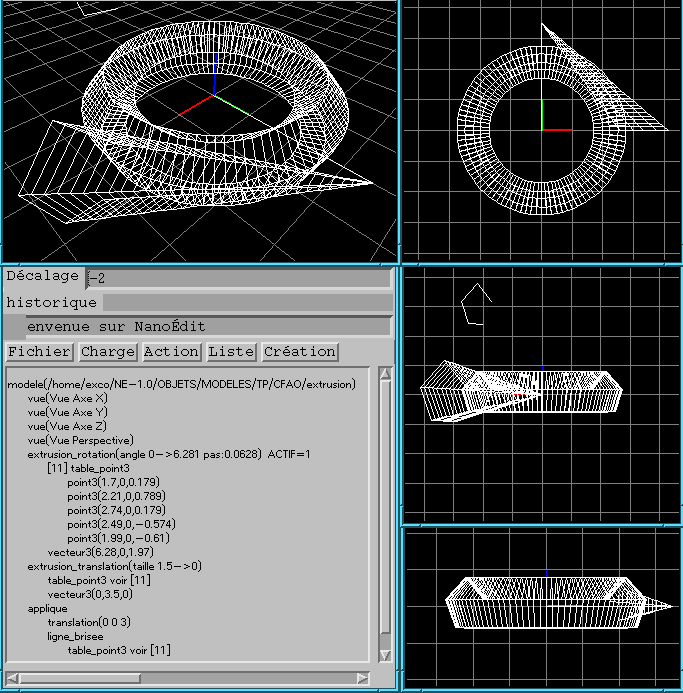 Décalage -2
historique
envenue sur NanoÉdit
Fichier Charge Action Liste Création
modele(/home/exco/NE-1.0/OBJETS/MODELES/TP/CFAO/extrusion)
vue(Vue Axe X)
vue(Vue Axe Y)
vue(Vue Axe Z)
vue(Vue Perspective)
extrusion_rotation(angle 0->6.281 pas:0.0628) ACTIF=1
[11] table_point3
point3(1.7,0,0.179)
point3(2.21,0,0.789)
point3(2.74,0,0.179)
point3(2.49,0,-0.574)
point3(1.99,0,-0.61)
vecteur3(6.28,0,1.97)
extrusion_translation(taille 1.5->0)
table_point3 voir [11]
vecteur3(0,3.5,0)
applique
translation(0 0 3)
ligne_brisee
table_point3 voir [11]